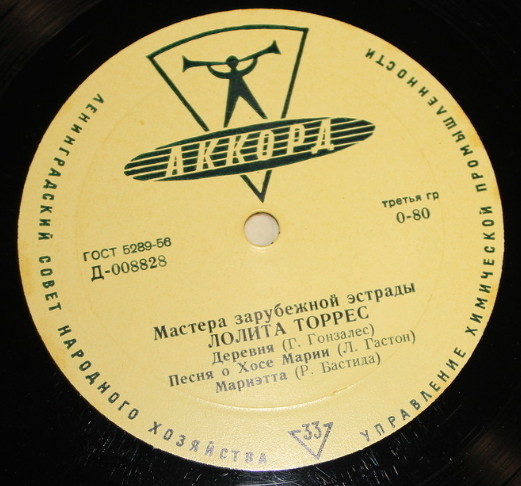 ЛЕНИНГРАДСКИЙ СОВЕТ НАРОДНОГО ХОЗЯЙСТВА
УПРАВЛЕНИЕ ХИМИЧЕСКОЙ ПРОМЫШЛЕННОСТИ
АККОРД
ГОСТ 5289-56
Д-008828
третья гр
0-80
Мастера зарубежной эстрады
ЛОЛИТА ТОРРЕС
Деревня (Г. Гонзалес)
Песня о Хосе Марии (Л. Гастон)
Мариэтта (Р. Бастида)
33